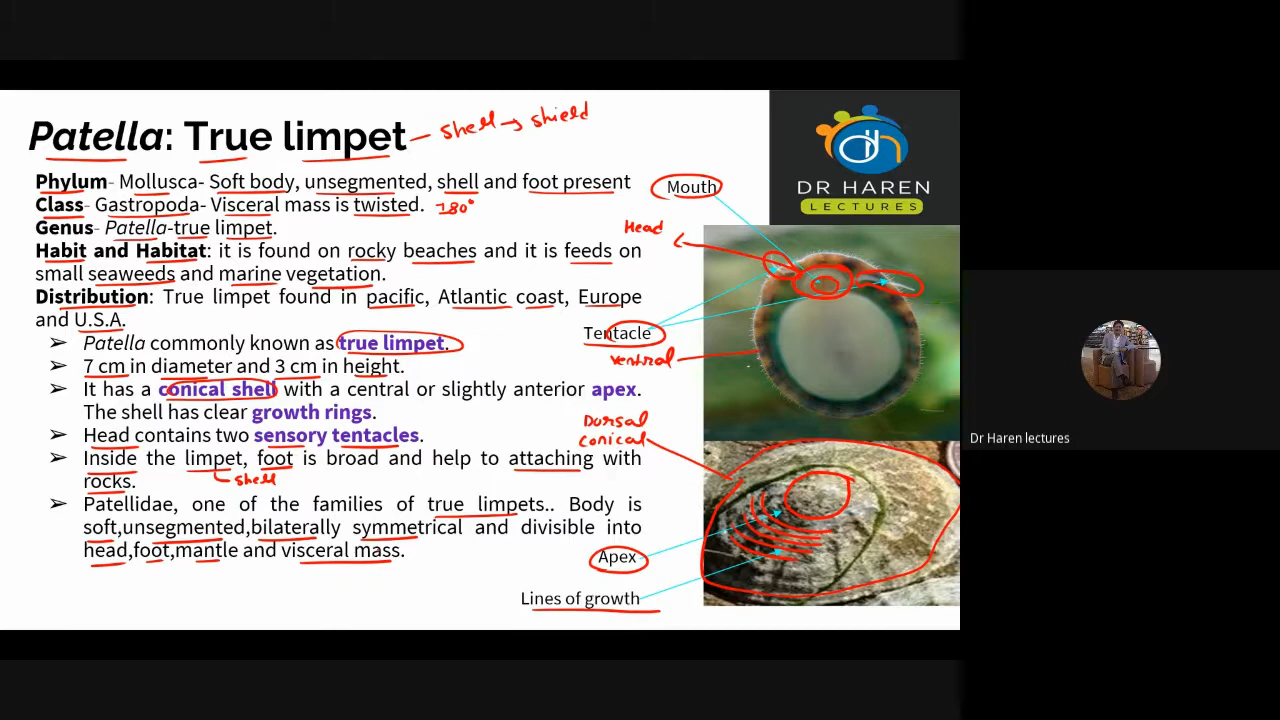 Patella: True limpet
shell → shield
Phylum- Mollusca- Soft body, unsegmented, shell and foot present
Class- Gastropoda- Visceral mass is twisted. 180°
Genus- Patella-true limpet.
Habit and Habitat: it is found on rocky beaches and it is feeds on
small seaweeds and marine vegetation.
Distribution: True limpet found in pacific, Atlantic coast, Europe
and U.S.A.
➢ Patella commonly known as true limpet.
➢ 7 cm in diameter and 3 cm in height.
➢ It has a conical shell with a central or slightly anterior apex.
The shell has clear growth rings.
➢ Head contains two sensory tentacles.
➢ Inside the limpet, foot is broad and help to attaching with
rocks.
shell
➢ Patellidae, one of the families of true limpets.. Body is
soft,unsegmented,bilaterally symmetrical and divisible into
head,foot,mantle and visceral mass.
DR HAREN
LECTURES
Mouth
Head
Tentacle
Ventral
Dorsal
conical
Apex
Lines of growth
Dr Haren lectures